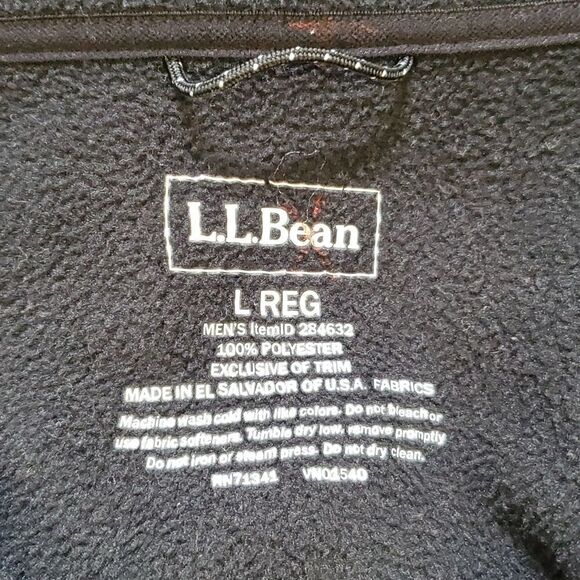 L.L.Bean
L REG
MEN'S ItemID 284632
100% POLYESTER
EXCLUSIVE OF TRIM
MADE IN EL SALVADOR OF U.S.A. FABRICS
Machine wash cold with like colors. Do not bleach or
use fabric softeners. Tumble dry low, remove promptly
Do not iron or steam press. Do not dry clean.
RN71341 VN01540